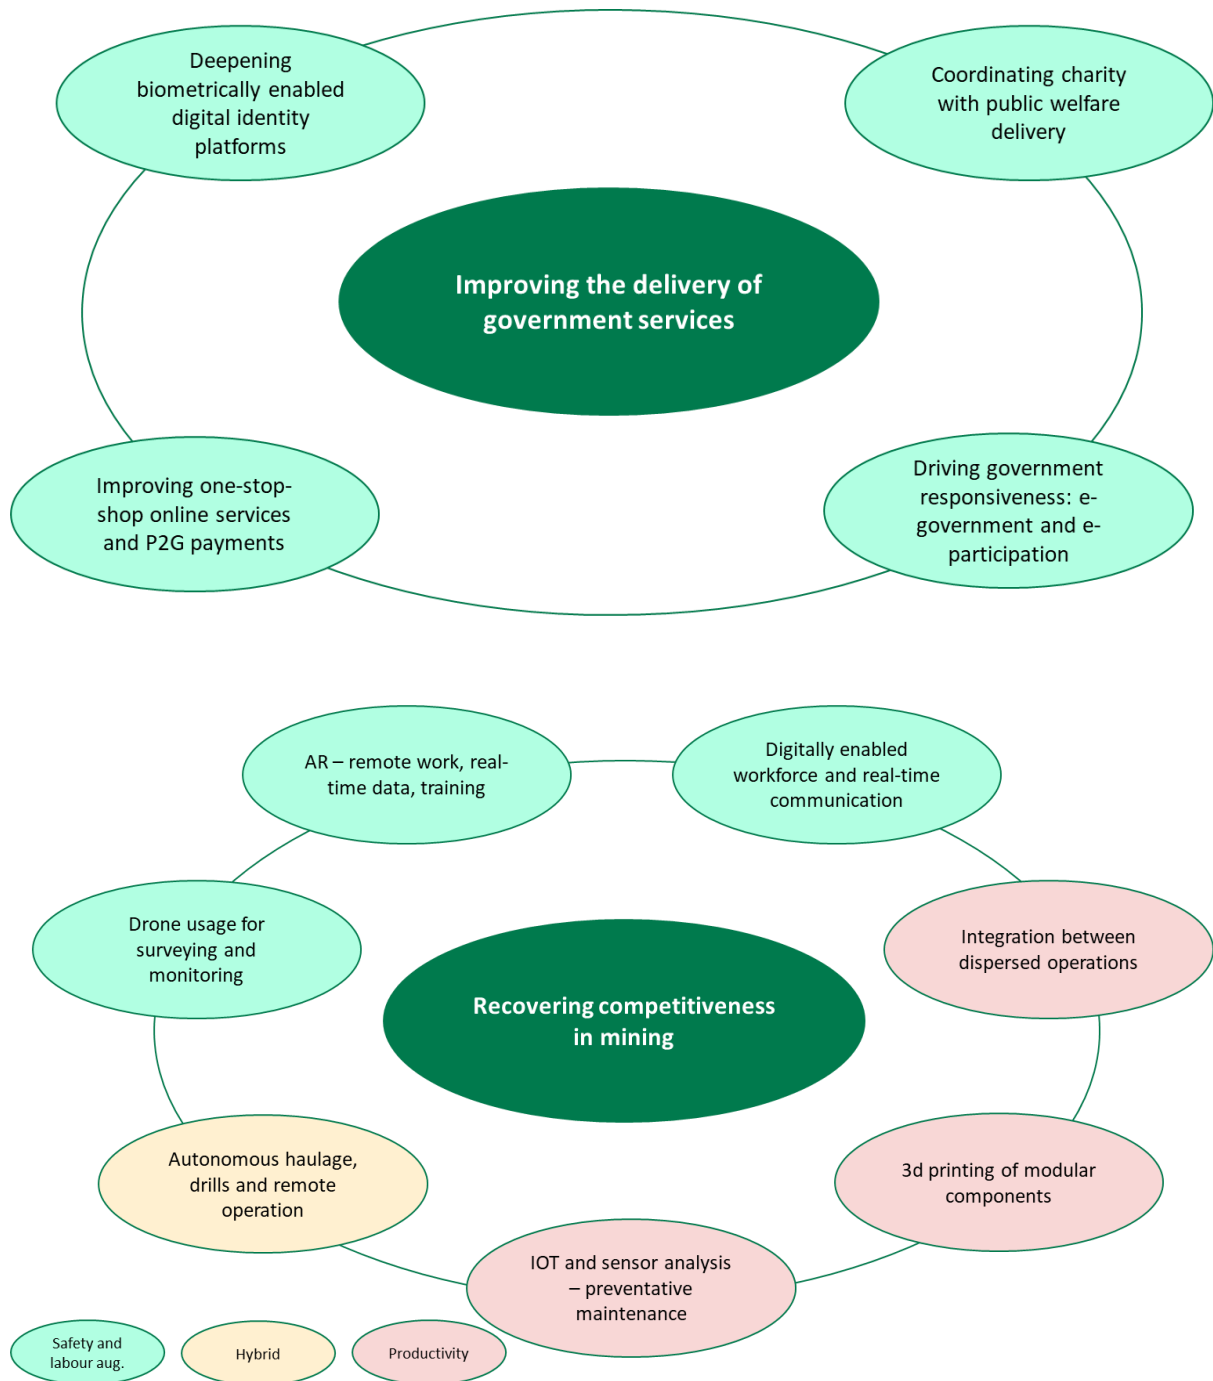 Deepening
biometrically enabled
digital identity
platforms
Coordinating charity
with public welfare
delivery
Improving the delivery of
government services
Improving one-stop-
shop online services
and P2G payments
Driving government
responsiveness: e-
government and e-
participation
AR – remote work, real-
time data, training
Digitally enabled
workforce and real-time
communication
Drone usage for
surveying and
monitoring
Integration between
dispersed operations
Recovering competitiveness
in mining
Autonomous haulage,
drills and remote
operation
3d printing of modular
components
IOT and sensor analysis
– preventative
maintenance
Safety and
labour aug.
Hybrid
Productivity